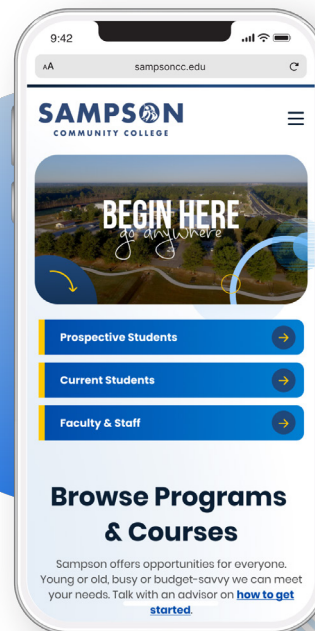 9:42
AA sampsoncc.edu
SAMPSON
COMMUNITY COLLEGE
BEGIN HERE
go anywhere
Prospective Students
Current Students
Faculty & Staff
Browse Programs
& Courses
Sampson offers opportunities for everyone.
Young or old, busy or budget-savvy we can meet
your needs. Talk with an advisor on how to get
started.